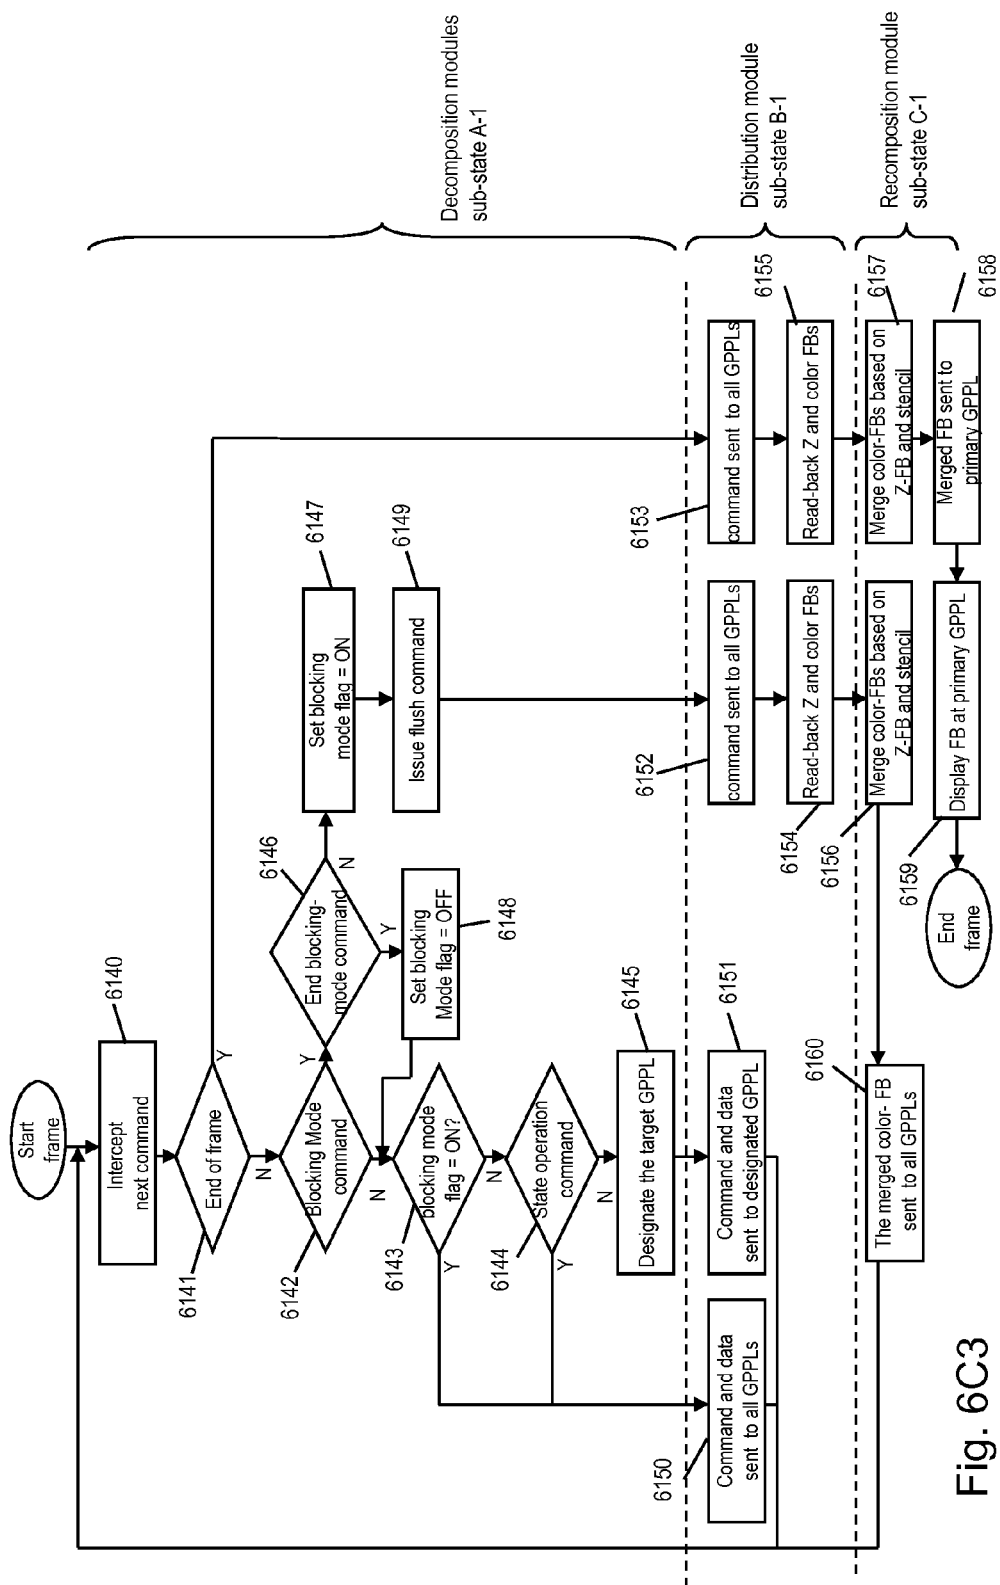 Start
frame
6140
Intercept
next command
End of frame
6141
Y
N
Blocking Mode
command
6142
Y
N
End blocking-
mode command
6146
N
Y
Set blocking
mode flag = ON
6147
Issue flush command
6149
Set blocking
Mode flag = OFF
6148
blocking mode
flag = ON?
6143
Y
N
State operation
command
6144
Y
N
Designate the target GPPL
6145
Decomposition modules
sub-state A-1
Command and data
sent to all GPPLs
6150
Command and data
sent to designated GPPL
6151
command sent to all GPPLs
6152
command sent to all GPPLs
6153
Read-back Z and color FBs
6154
Read-back Z and color FBs
6155
Distribution module
sub-state B-1
Merge color-FBs based on
Z-FB and stencil
6156
Merge color-FBs based on
Z-FB and stencil
6157
Merged FB sent to
primary GPPL
6158
Display FB at primary GPPL
6159
The merged color- FB
sent to all GPPLs
6160
End
frame
Recomposition module
sub-state C-1
Fig. 6C3